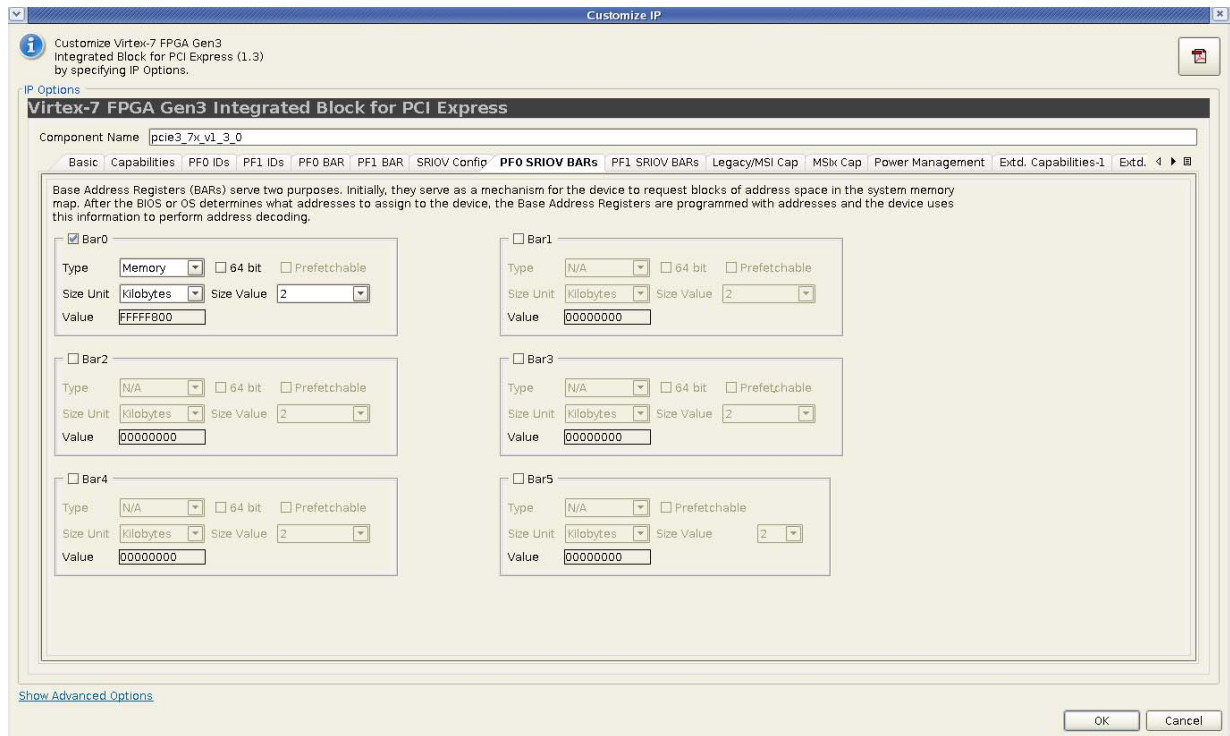 Customize IP
Customize Virtex-7 FPGA Gen3
Integrated Block for PCI Express (1.3)
by specifying IP Options.
IP Options
Virtex-7 FPGA Gen3 Integrated Block for PCI Express
Component Name pcie3_7x_v1_3_0
Basic Capabilities PF0 IDs PF1 IDs PF0 BAR PF1 BAR SRIOV Config PF0 SRIOV BARs PF1 SRIOV BARs Legacy/MSI Cap MSIx Cap Power Management Extd. Capabilities-1 Extd.
Base Address Registers (BARs) serve two purposes. Initially, they serve as a mechanism for the device to request blocks of address space in the system memory
map. After the BIOS or OS determines what addresses to assign to the device, the Base Address Registers are programmed with addresses and the device uses
this information to perform address decoding.
Bar0
Type Memory 64 bit Prefetchable
Size Unit Kilobytes Size Value 2
Value FFFFF800
Bar1
Type N/A 64 bit Prefetchable
Size Unit Kilobytes Size Value 2
Value 00000000
Bar2
Type N/A 64 bit Prefetchable
Size Unit Kilobytes Size Value 2
Value 00000000
Bar3
Type N/A 64 bit Prefetchable
Size Unit Kilobytes Size Value 2
Value 00000000
Bar4
Type N/A 64 bit Prefetchable
Size Unit Kilobytes Size Value 2
Value 00000000
Bar5
Type N/A Prefetchable
Size Unit Kilobytes Size Value 2
Value 00000000
Show Advanced Options
OK Cancel